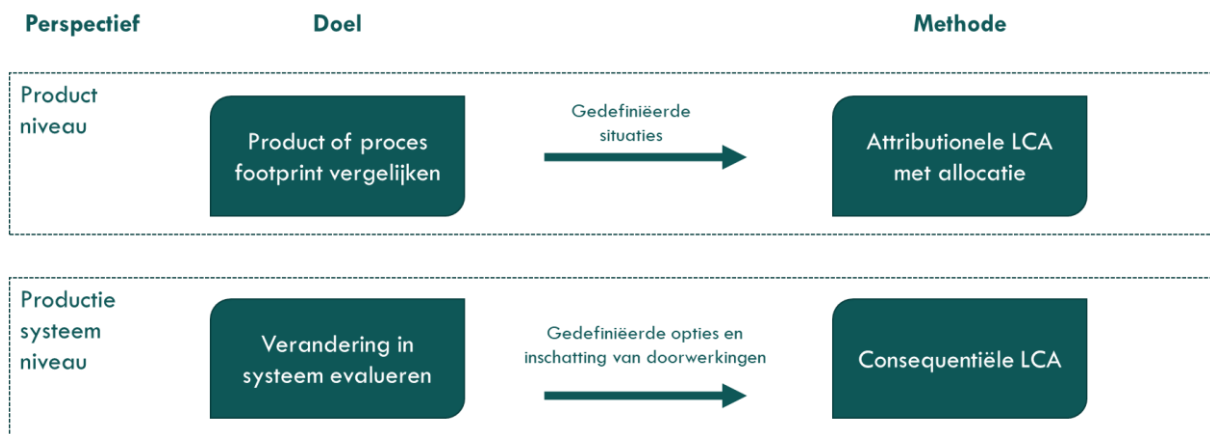 Perspectief
Doel
Methode
Product
niveau
Product of proces
footprint vergelijken
Gedefiniëerde
situaties
Attributionele LCA
met allocatie
Productie
systeem
niveau
Verandering in
systeem evalueren
Gedefiniëerde opties en
inschatting van doorwerkingen
Consequentiële LCA